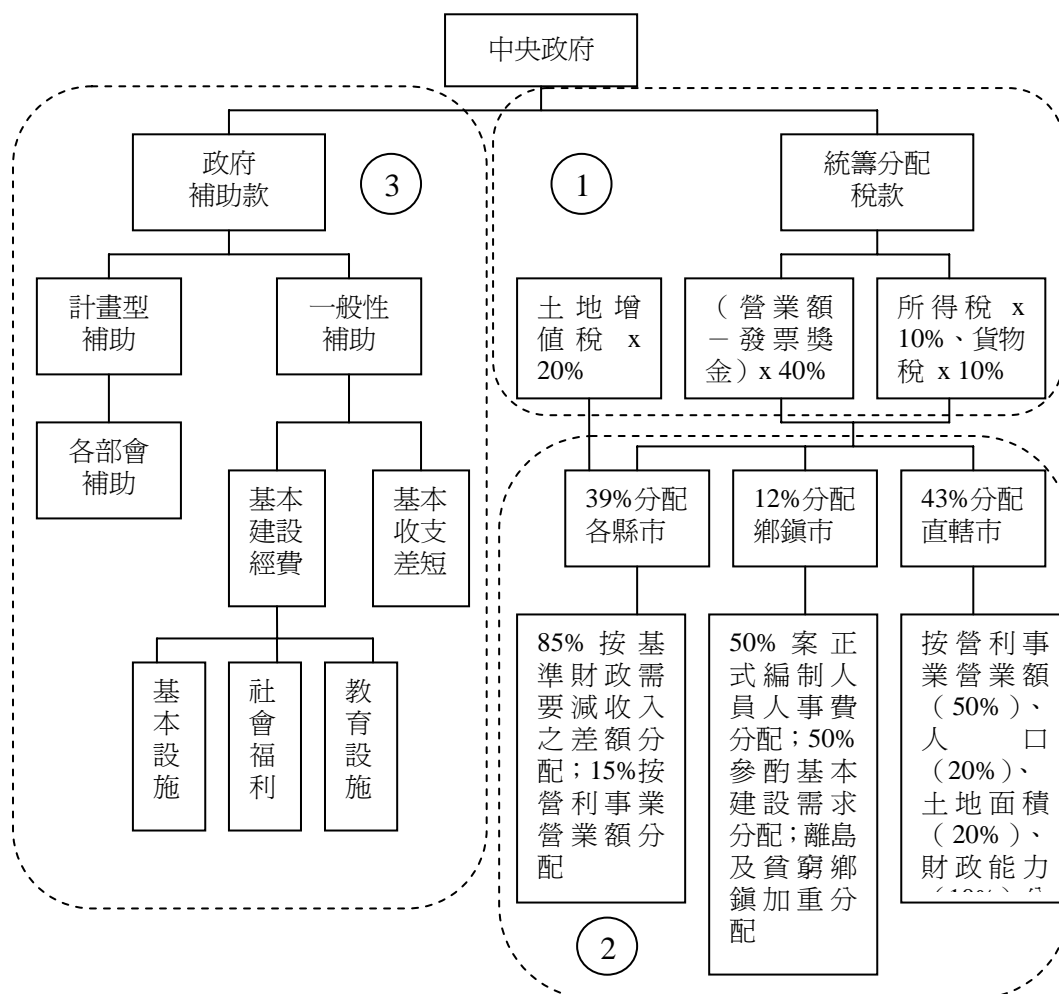 中央政府
政府
補助款
3
1
統籌分配
稅款
計畫型
補助
一般性
補助
土地增
值稅 x
20%
（營業額
－發票獎
金）x 40%
所得稅 x
10%、貨物
稅 x 10%
各部會
補助
基本
建設
經費
基本
收支
差短
39%分配
各縣市
12%分配
鄉鎮市
43%分配
直轄市
基
本
設
施
社
會
福
利
教
育
設
施
85%按基
準財政需
要減收入
之差額分
配；15%按
營利事業
營業額分
配
50%案正
式編制人
員人事費
分配；50%
參酌基本
建設需求
分配；離島
及貧窮鄉
鎮加重分
配
按營利事
業營業額
（50%）、
人口
（20%）、
土地面積
（20%）、
財政能力
2